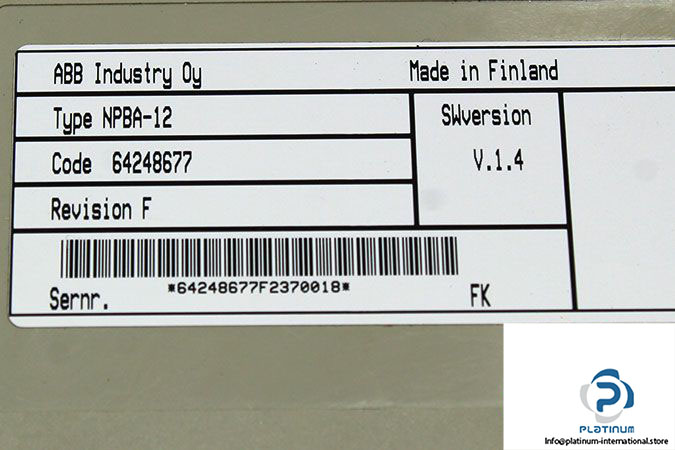 ABB Industry Oy
Made in Finland
Type NPBA-12
SWversion
V.1.4
Code 64248677
Revision F
*64248677F2370018*
Sernr.
FK
PLATINUM
Info@platinum-international.store